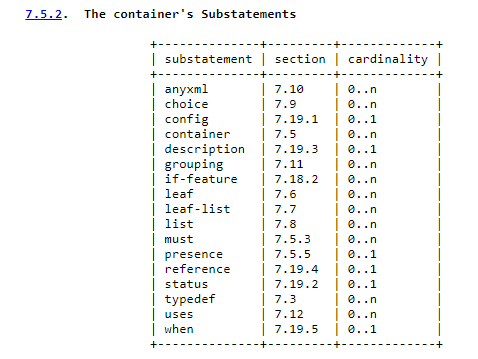 7.5.2.  The container's Substatements
+--------------+---------+-------------+
| substatement | section | cardinality |
+--------------+---------+-------------+
| anyxml       | 7.10    | 0..n        |
| choice       | 7.9     | 0..n        |
| config       | 7.19.1  | 0..1        |
| container    | 7.5     | 0..n        |
| description  | 7.19.3  | 0..1        |
| grouping     | 7.11    | 0..n        |
| if-feature   | 7.18.2  | 0..n        |
| leaf         | 7.6     | 0..n        |
| leaf-list    | 7.7     | 0..n        |
| list         | 7.8     | 0..n        |
| must         | 7.5.3   | 0..n        |
| presence     | 7.5.5   | 0..1        |
| reference    | 7.19.4  | 0..1        |
| status       | 7.19.2  | 0..1        |
| typedef      | 7.3     | 0..n        |
| uses         | 7.12    | 0..n        |
| when         | 7.19.5  | 0..1        |
+--------------+---------+-------------+